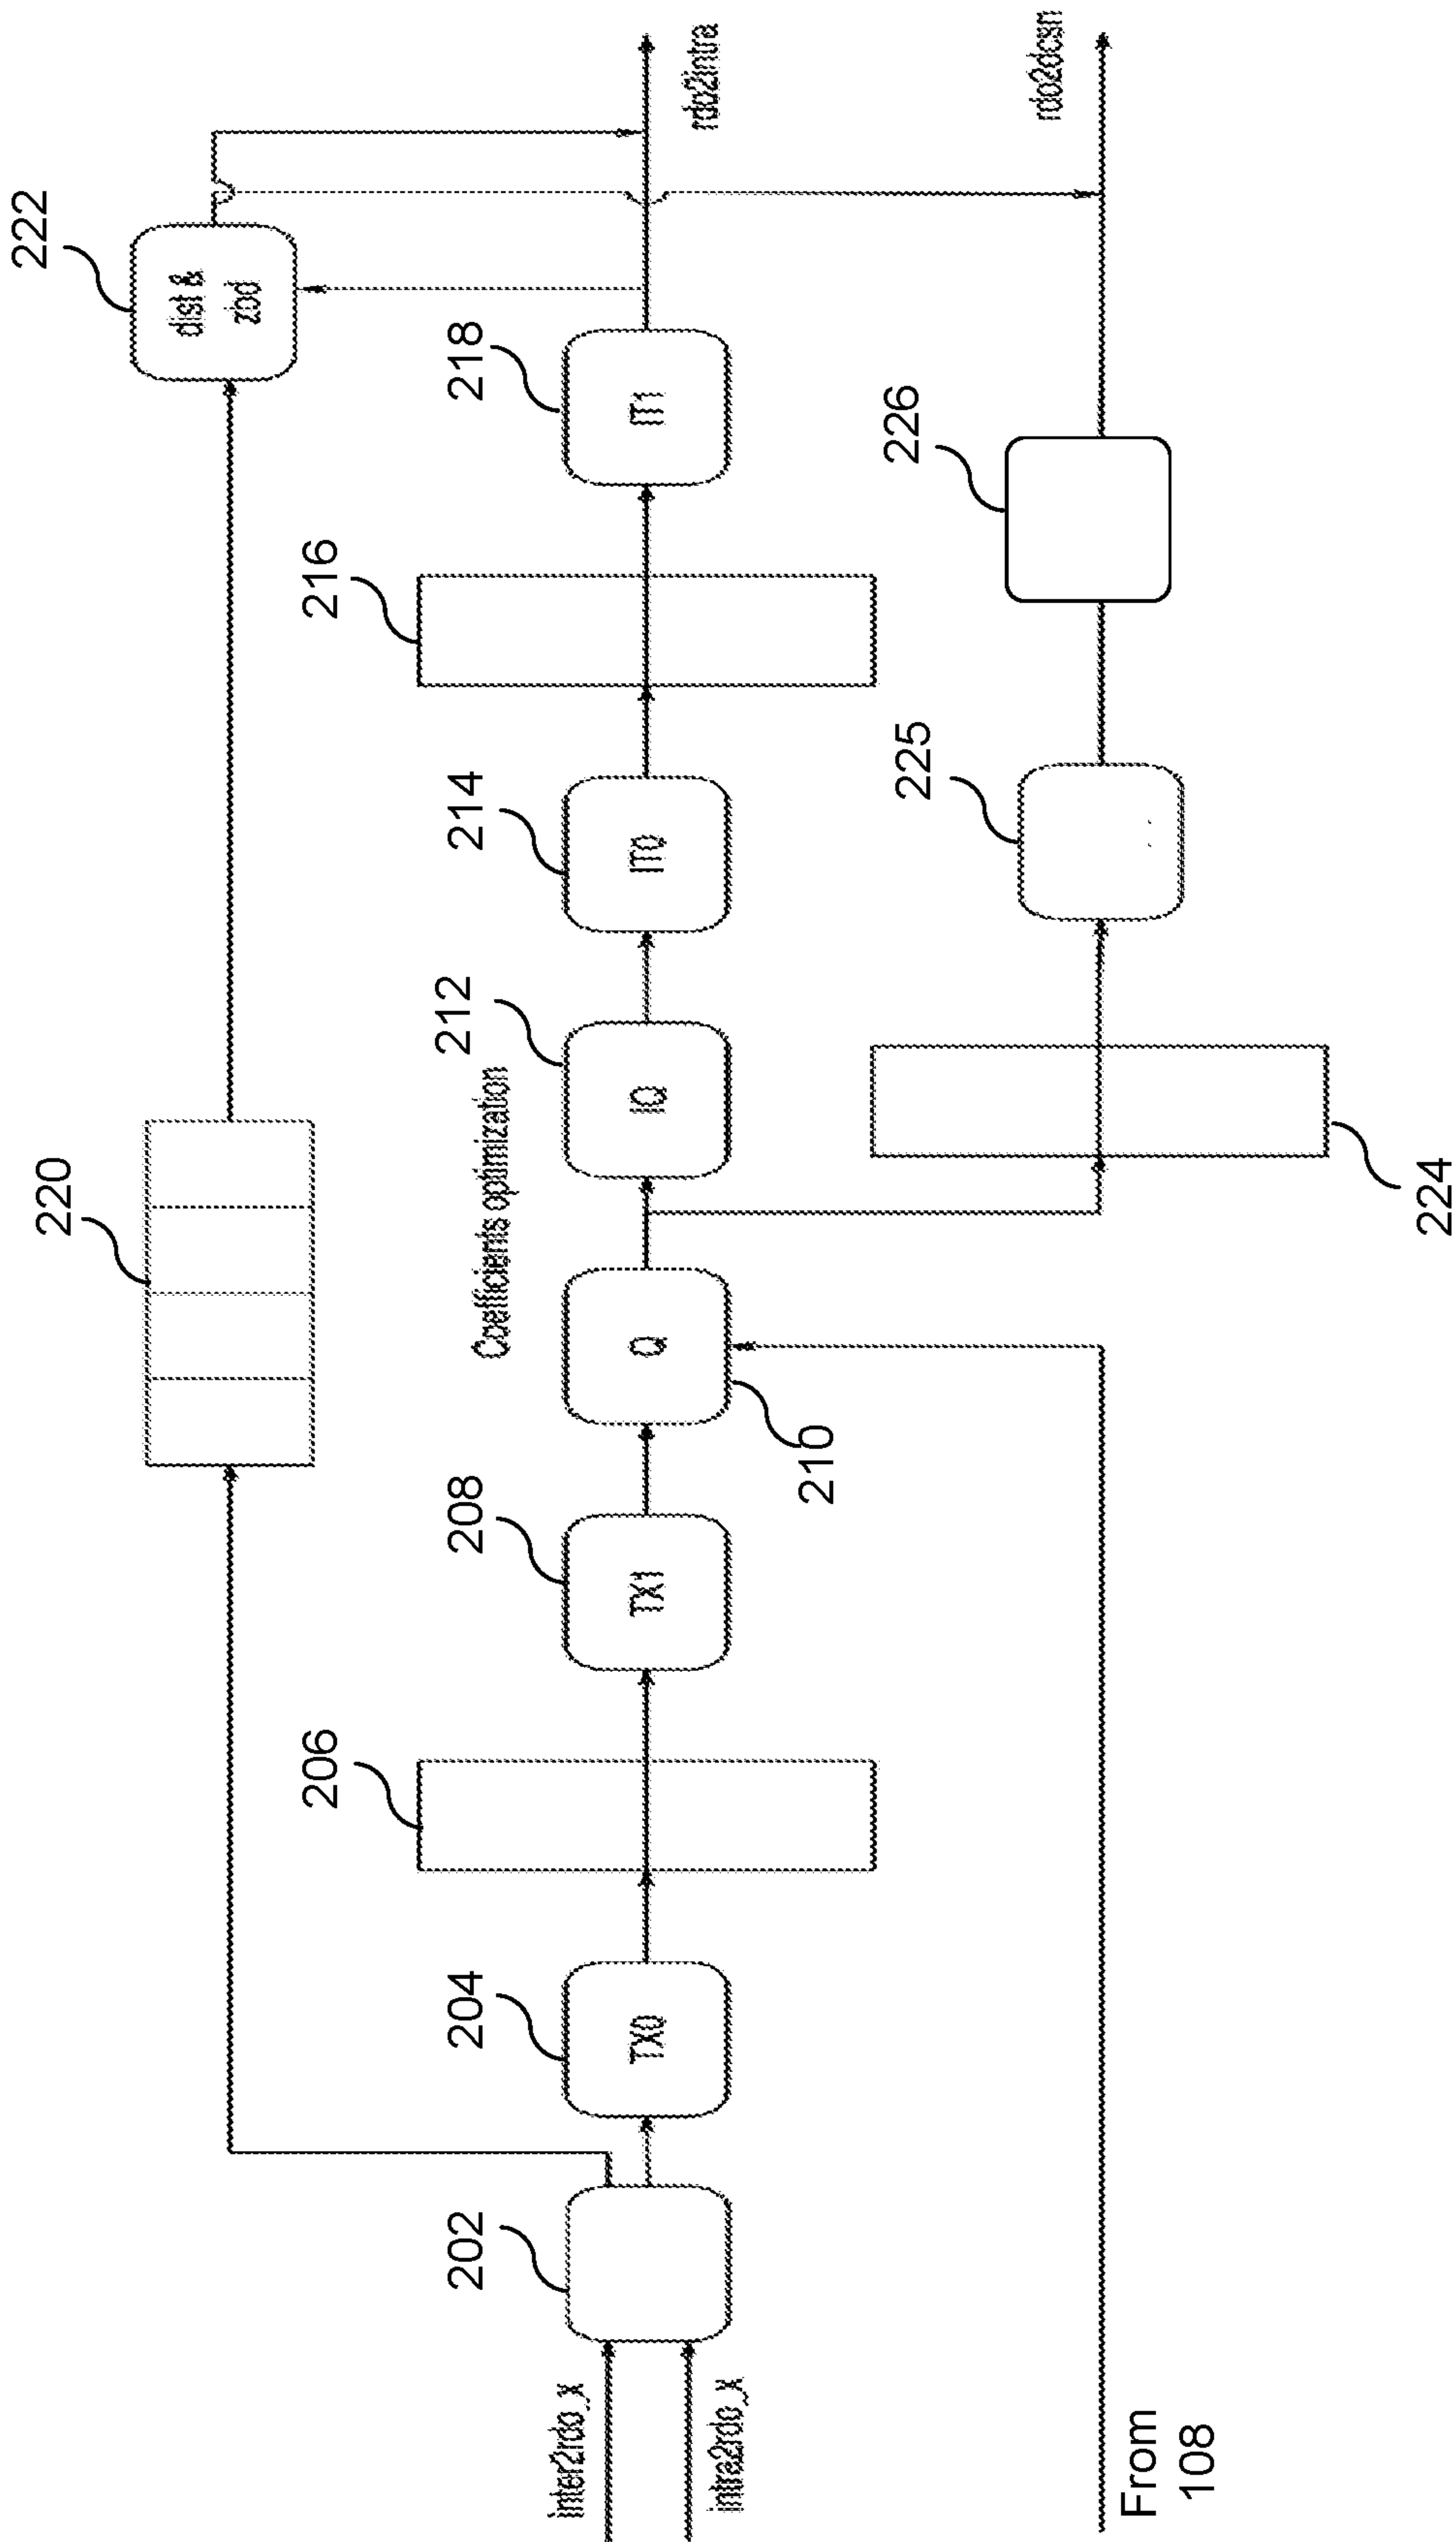 220
222
dist &
zbd
206
216
Coefficients optimization
202
204
208
212
214
218
inter2rdo_x
TX0
TX1
Q
IQ
IT0
IT1
rdo2intra
intra2rdo_x
210
225
226
rdo2dcsn
From
108
224